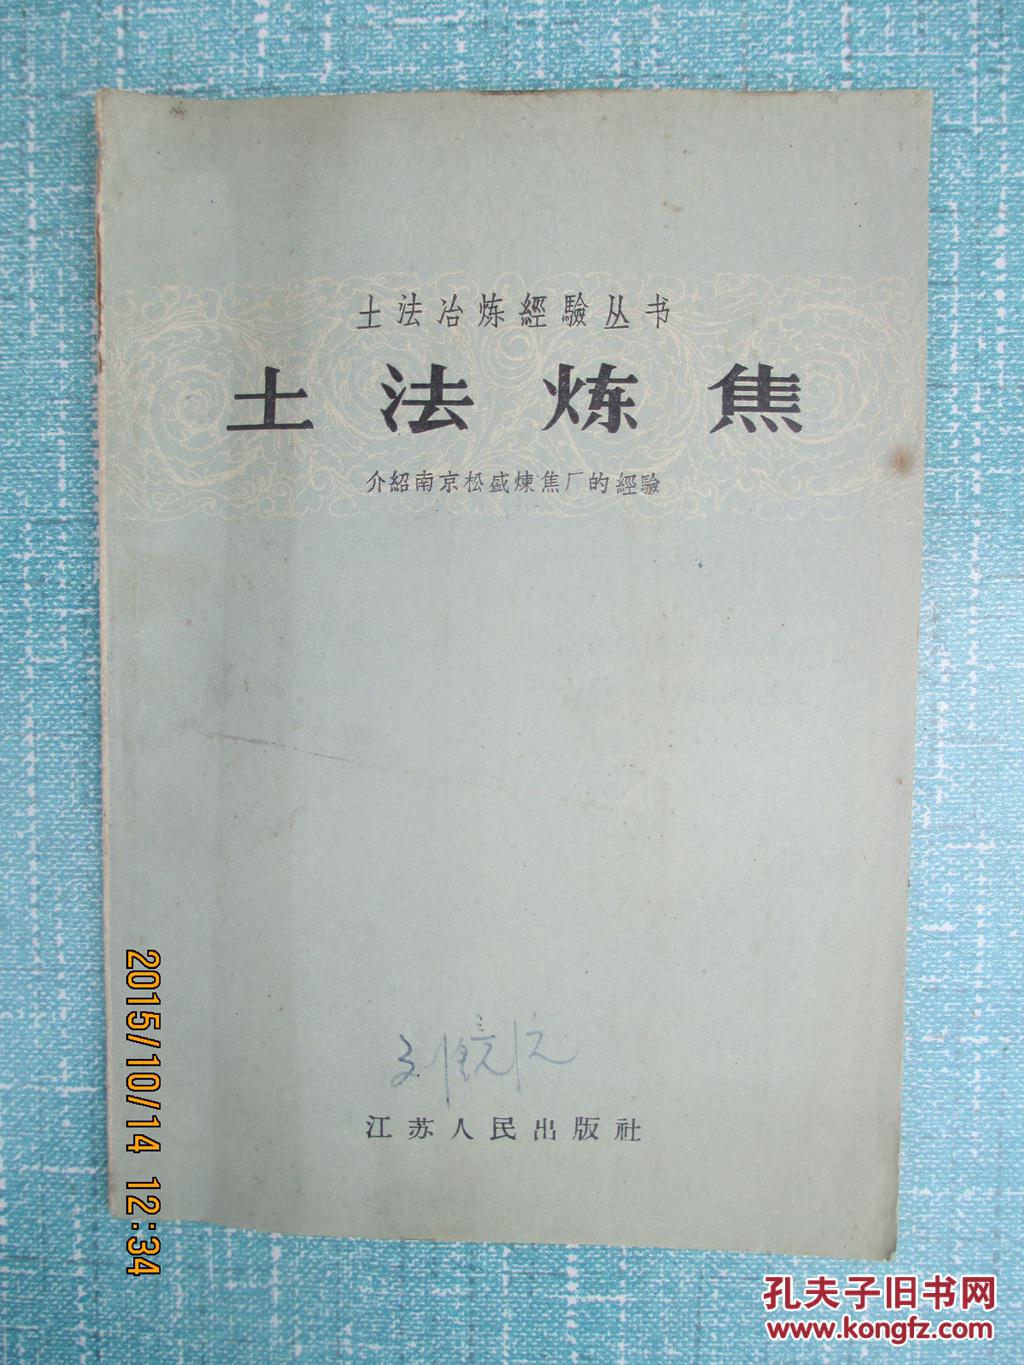 土法冶炼經驗丛书
土法炼焦
介紹南京松盛煉焦厂的經驗
江苏人民出版社
2015/10/14 12:34
孔夫子旧书网
www.kongfz.com